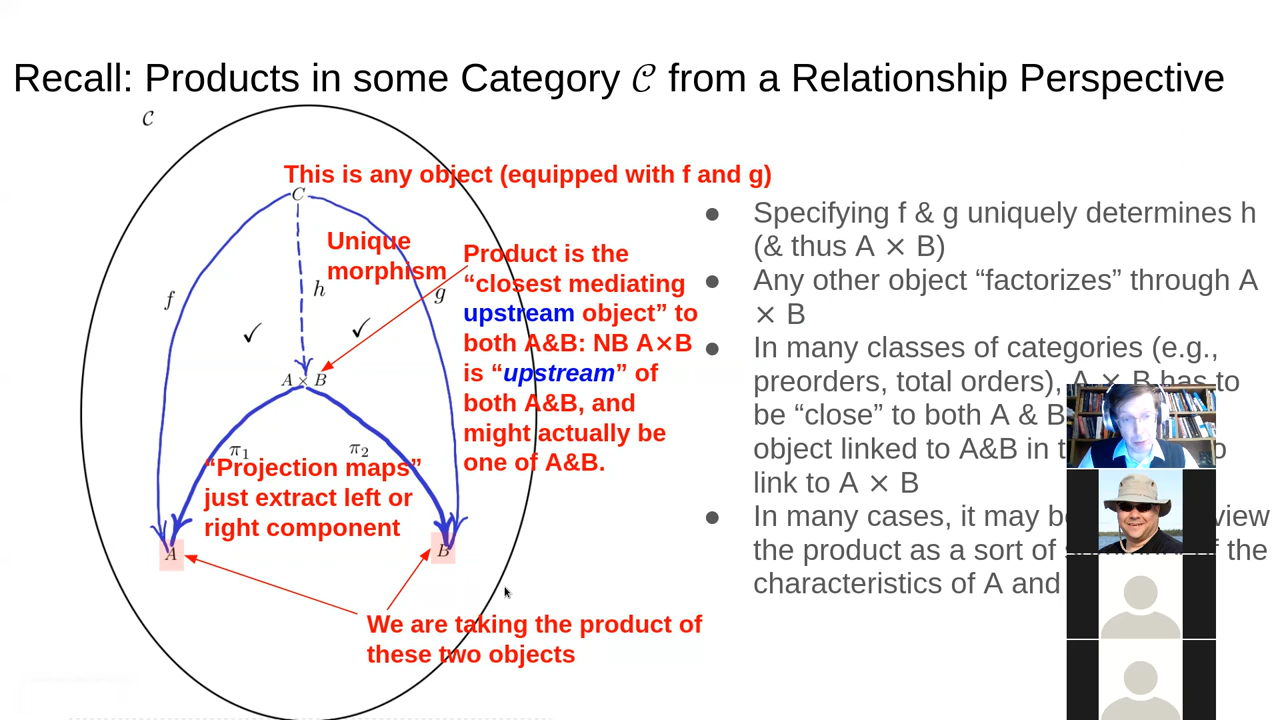 Recall: Products in some Category 𝒞 from a Relationship Perspective
𝒞
This is any object (equipped with f and g)
C
Unique
morphism
f
h
g
✓ ✓
A × B
π1
π2
"Projection maps"
just extract left or
right component
A
B
Product is the
"closest mediating
upstream object" to
both A&B: NB A×B
is "upstream" of
both A&B, and
might actually be
one of A&B.
We are taking the product of
these two objects
● Specifying f & g uniquely determines h
(& thus A × B)
● Any other object "factorizes" through A
× B
● In many classes of categories (e.g.,
preorders, total orders), A × B has to
be "close" to both A & B
object linked to A&B in
link to A × B
● In many cases, it may view
the product as a sort of the
characteristics of A and